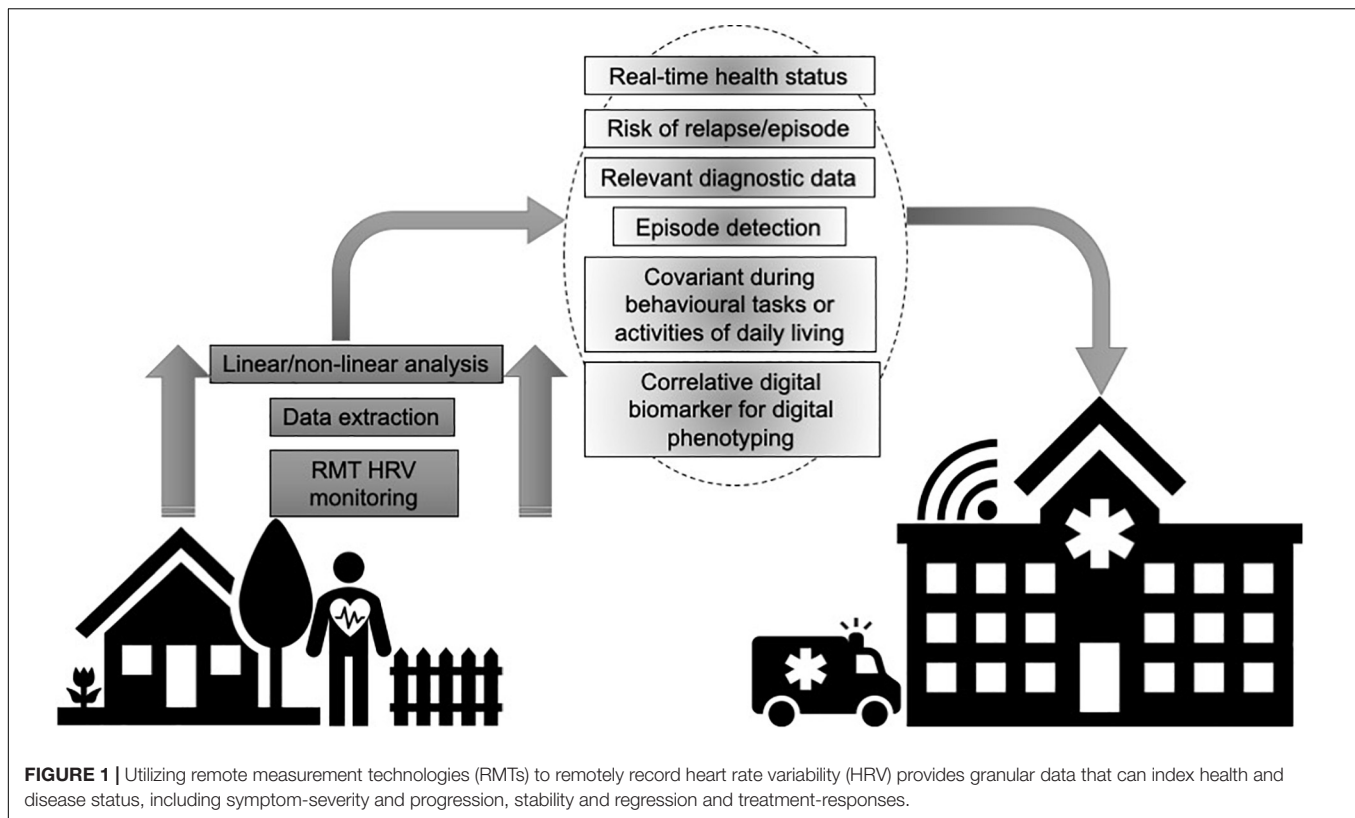 Real-time health status
Risk of relapse/episode
Relevant diagnostic data
Episode detection
Covariant during
behavioural tasks or
activities of daily living
Correlative digital
biomarker for digital
phenotyping
Linear/non-linear analysis
Data extraction
RMT HRV
monitoring
FIGURE 1 | Utilizing remote measurement technologies (RMTs) to remotely record heart rate variability (HRV) provides granular data that can index health and
disease status, including symptom-severity and progression, stability and regression and treatment-responses.